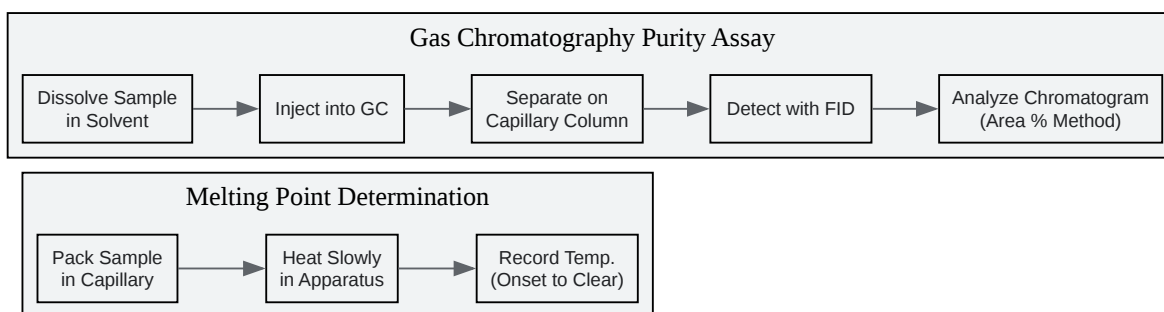 Gas Chromatography Purity Assay
Dissolve Sample
in Solvent
Inject into GC
Separate on
Capillary Column
Detect with FID
Analyze Chromatogram
(Area % Method)
Melting Point Determination
Pack Sample
in Capillary
Heat Slowly
in Apparatus
Record Temp.
(Onset to Clear)